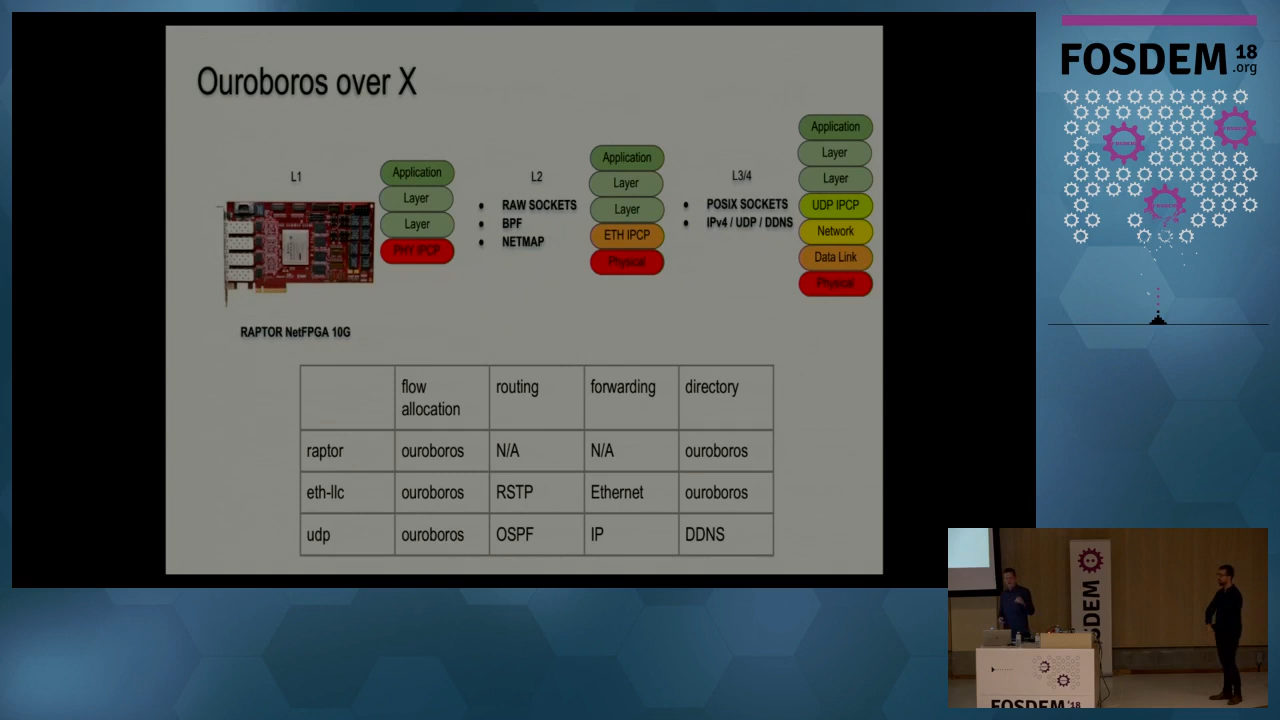 Ouroboros over X
L1
Application
Layer
Layer
PHY IPCP
RAPTOR NetFPGA 10G
L2
RAW SOCKETS
BPF
NETMAP
Application
Layer
Layer
ETH IPCP
Physical
L3/4
POSIX SOCKETS
IPv4 / UDP / DDNS
Application
Layer
Layer
UDP IPCP
Network
Data Link
Physical
flow allocation routing forwarding directory
raptor ouroboros N/A N/A ouroboros
eth-llc ouroboros RSTP Ethernet ouroboros
udp ouroboros OSPF IP DDNS
FOSDEM 18
.org
FOSDEM
FOSDEM '18